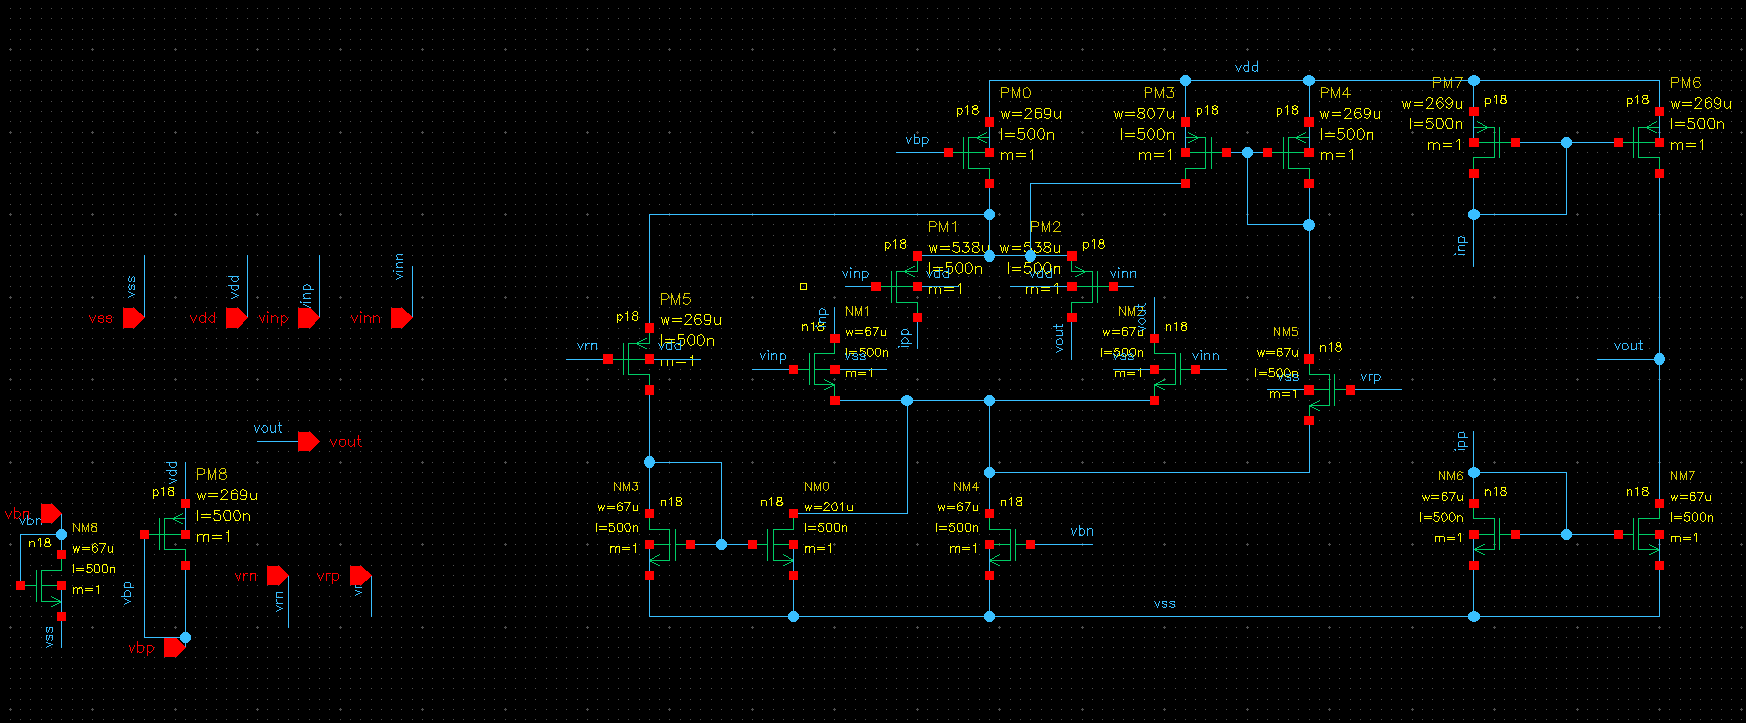 vdd
PM0
p18
w=269u
l=500n
m=1
vbp
PM3
p18
w=807u
l=500n
m=1
PM4
p18
w=269u
l=500n
m=1
PM7
p18
w=269u
l=500n
m=1
inp
PM6
p18
w=269u
l=500n
m=1
PM1
p18
w=538u
l=500n
m=1
vinp
vdd
ipp
PM2
p18
w=538u
l=500n
m=1
vdd
vinn
vout
vss
vss
vdd
vdd
vinp
vinp
vinn
vinn
PM5
p18
w=269u
l=500n
m=1
vrn
vdd
NM1
n18
w=67u
l=500n
m=1
inp
vinp
vss
NM2
n18
w=67u
l=500n
m=1
vout
vss
vinn
NM5
n18
w=67u
l=500n
m=1
vss
vrp
vout
vout
vout
vbn
vbn
NM8
n18
w=67u
l=500n
m=1
vss
vdd
PM8
p18
w=269u
l=500n
m=1
vbp
vbp
vrn
vrn
vrp
NM3
n18
w=67u
l=500n
m=1
NM0
n18
w=201u
l=500n
m=1
NM4
n18
w=67u
l=500n
m=1
vbn
ipp
NM6
n18
w=67u
l=500n
m=1
NM7
n18
w=67u
l=500n
m=1
vss